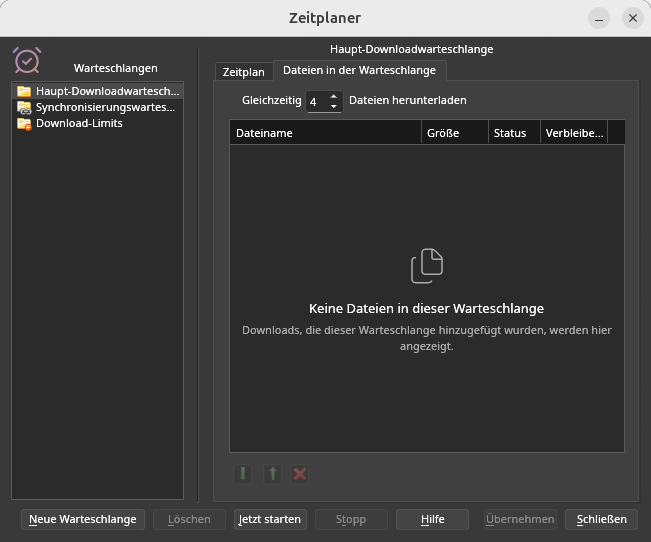 Zeitplaner
Haupt-Downloadwarteschlange
Warteschlangen
Haupt-Downloadwartesch...
Synchronisierungswartes...
Download-Limits
Zeitplan
Dateien in der Warteschlange
Gleichzeitig 4 Dateien herunterladen
Dateiname Größe Status Verbleibe...
Keine Dateien in dieser Warteschlange
Downloads, die dieser Warteschlange hinzugefügt wurden, werden hier
angezeigt.
Neue Warteschlange Löschen Jetzt starten Stopp Hilfe Übernehmen Schließen